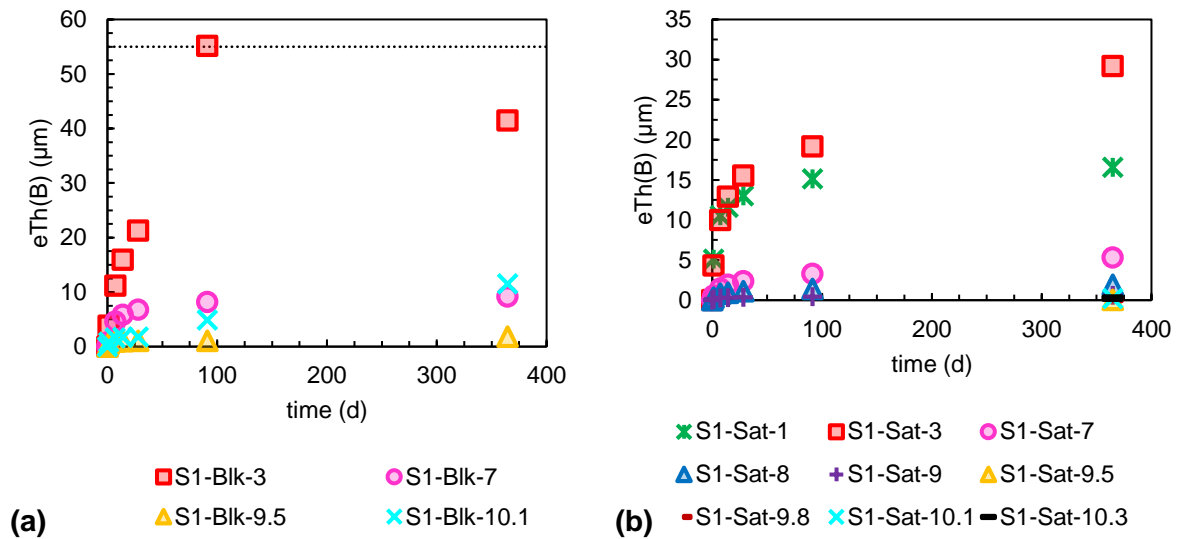 60
50
40
30
20
10
0
eTh(B) (µm)
0 100 200 300 400
time (d)
S1-Blk-3 S1-Blk-7
S1-Blk-9.5 S1-Blk-10.1
(a)
35
30
25
20
15
10
5
0
eTh(B) (µm)
0 100 200 300 400
time (d)
S1-Sat-1 S1-Sat-3 S1-Sat-7
S1-Sat-8 S1-Sat-9 S1-Sat-9.5
S1-Sat-9.8 S1-Sat-10.1 S1-Sat-10.3
(b)